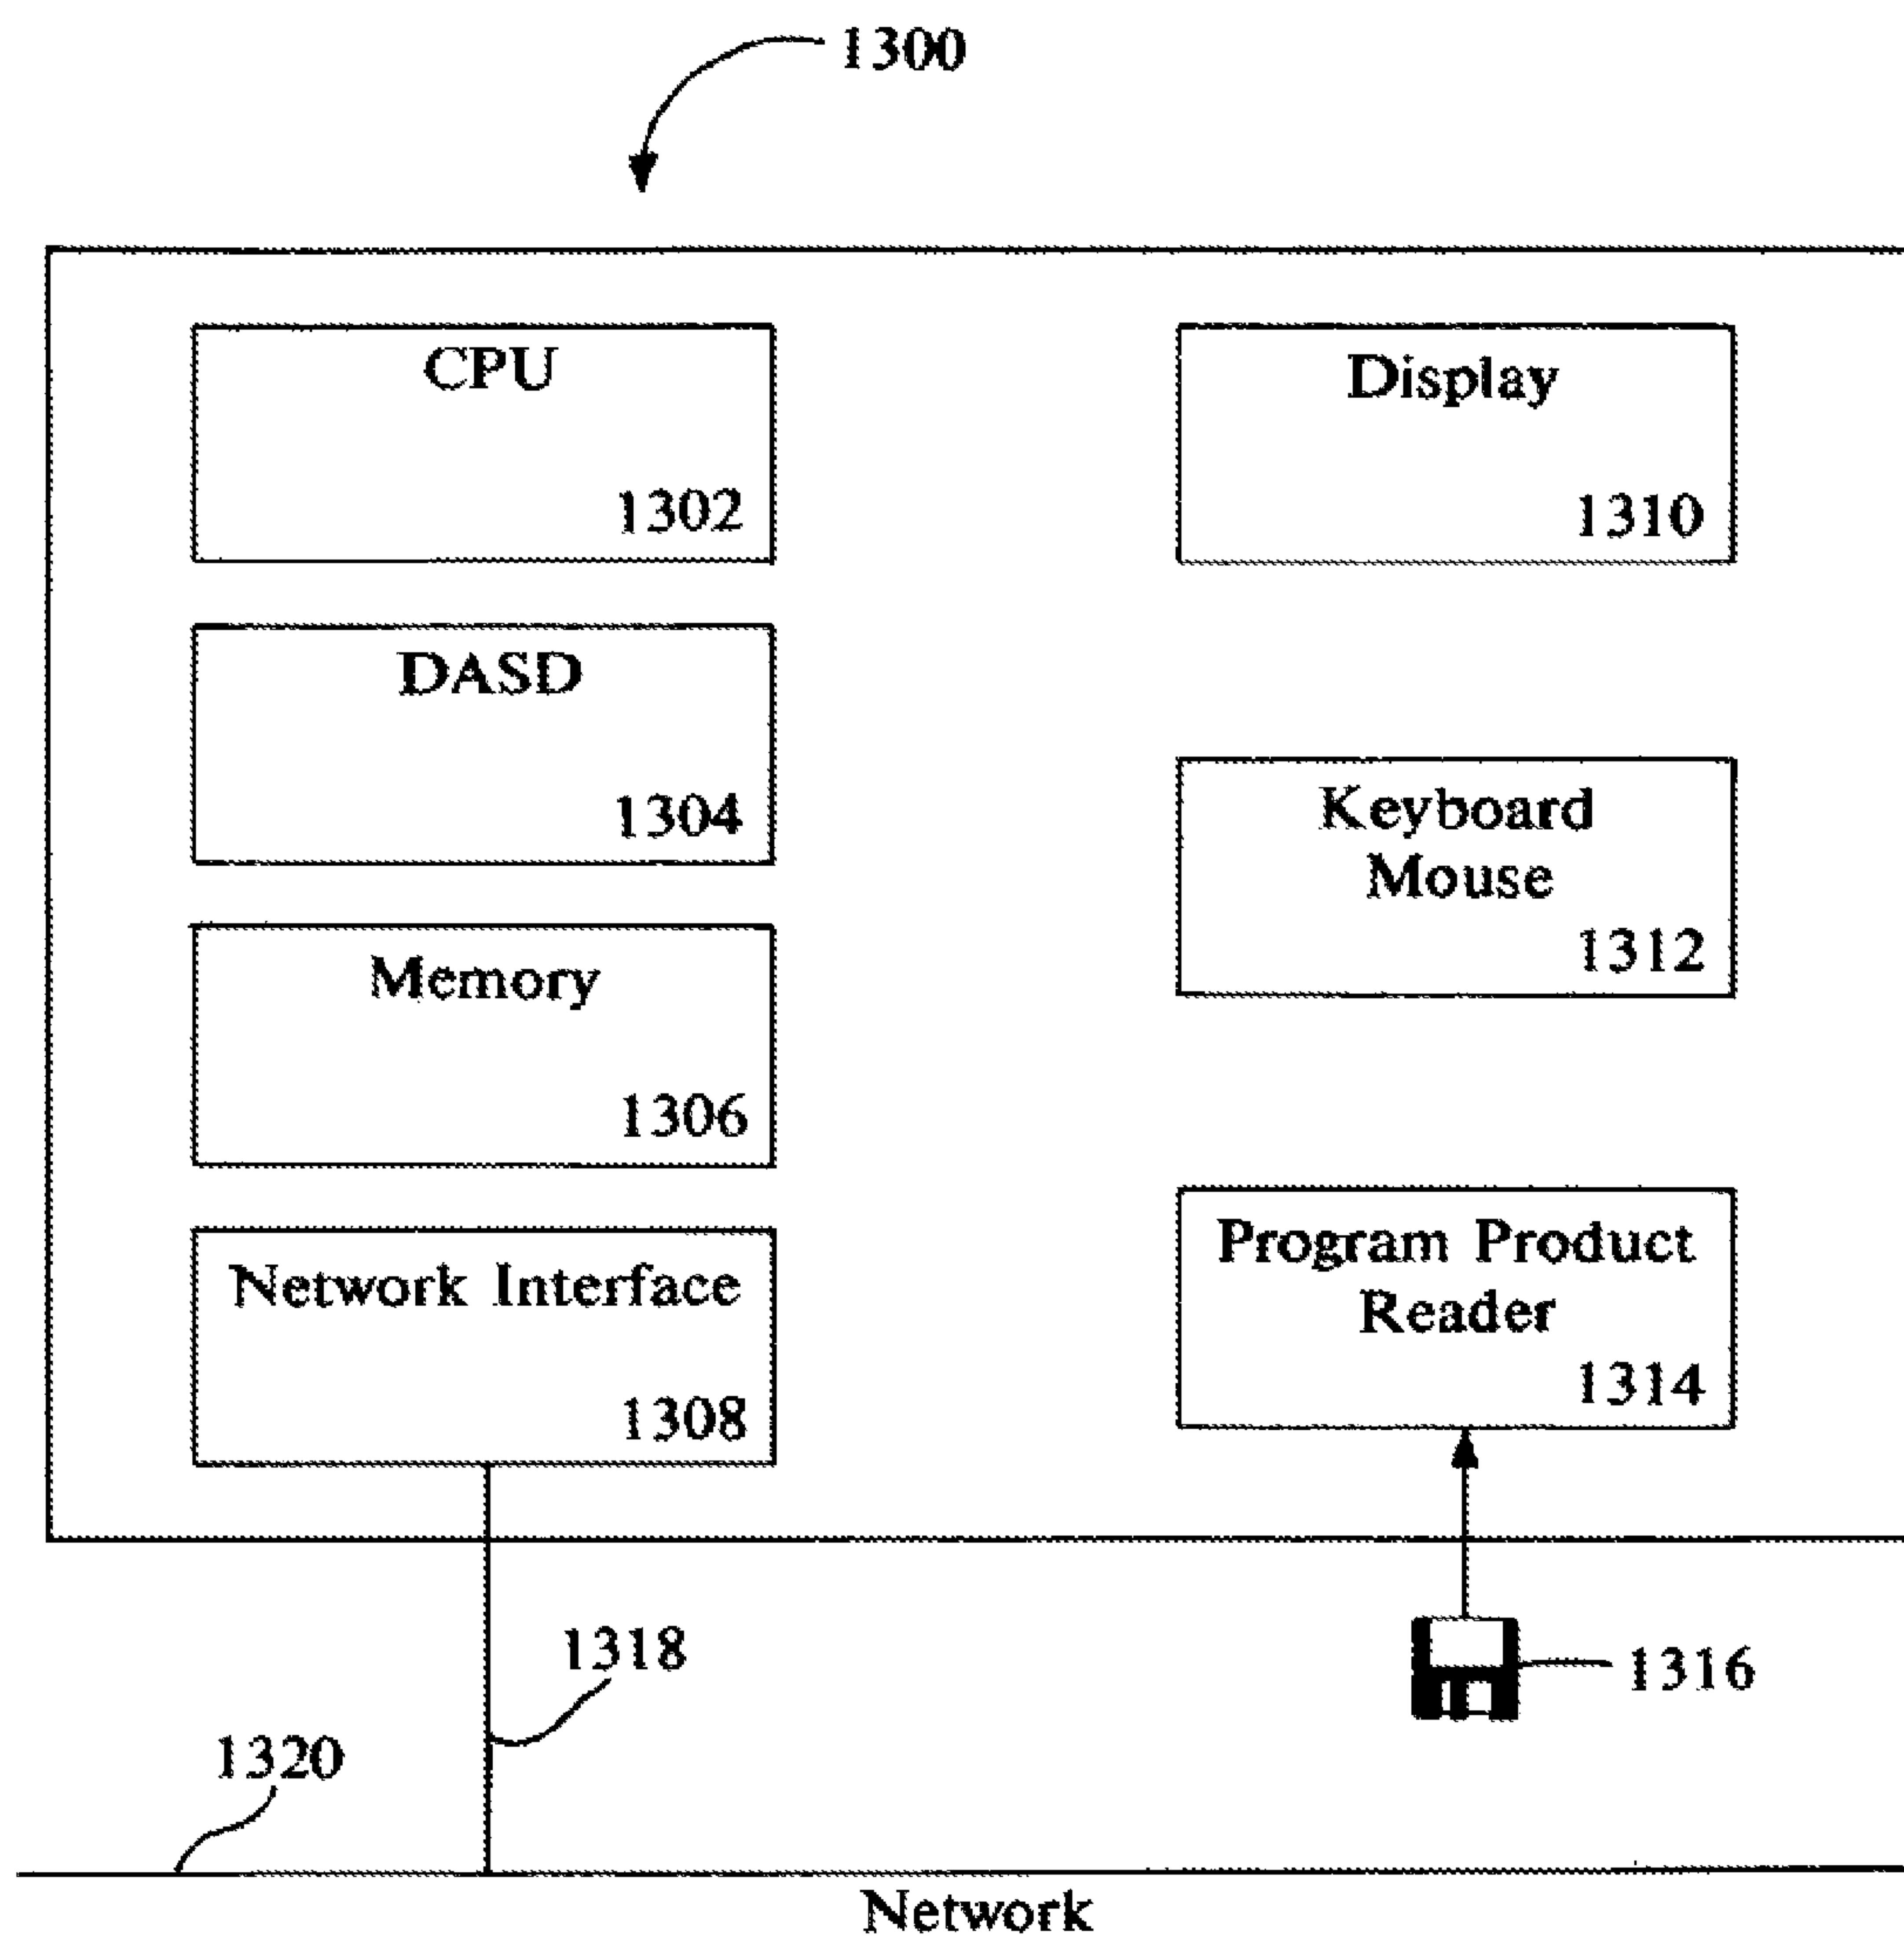 1300
CPU
1302
Display
1310
DASD
1304
Keyboard
Mouse
1312
Memory
1306
Program Product
Reader
1314
Network Interface
1308
1318
1316
1320
Network